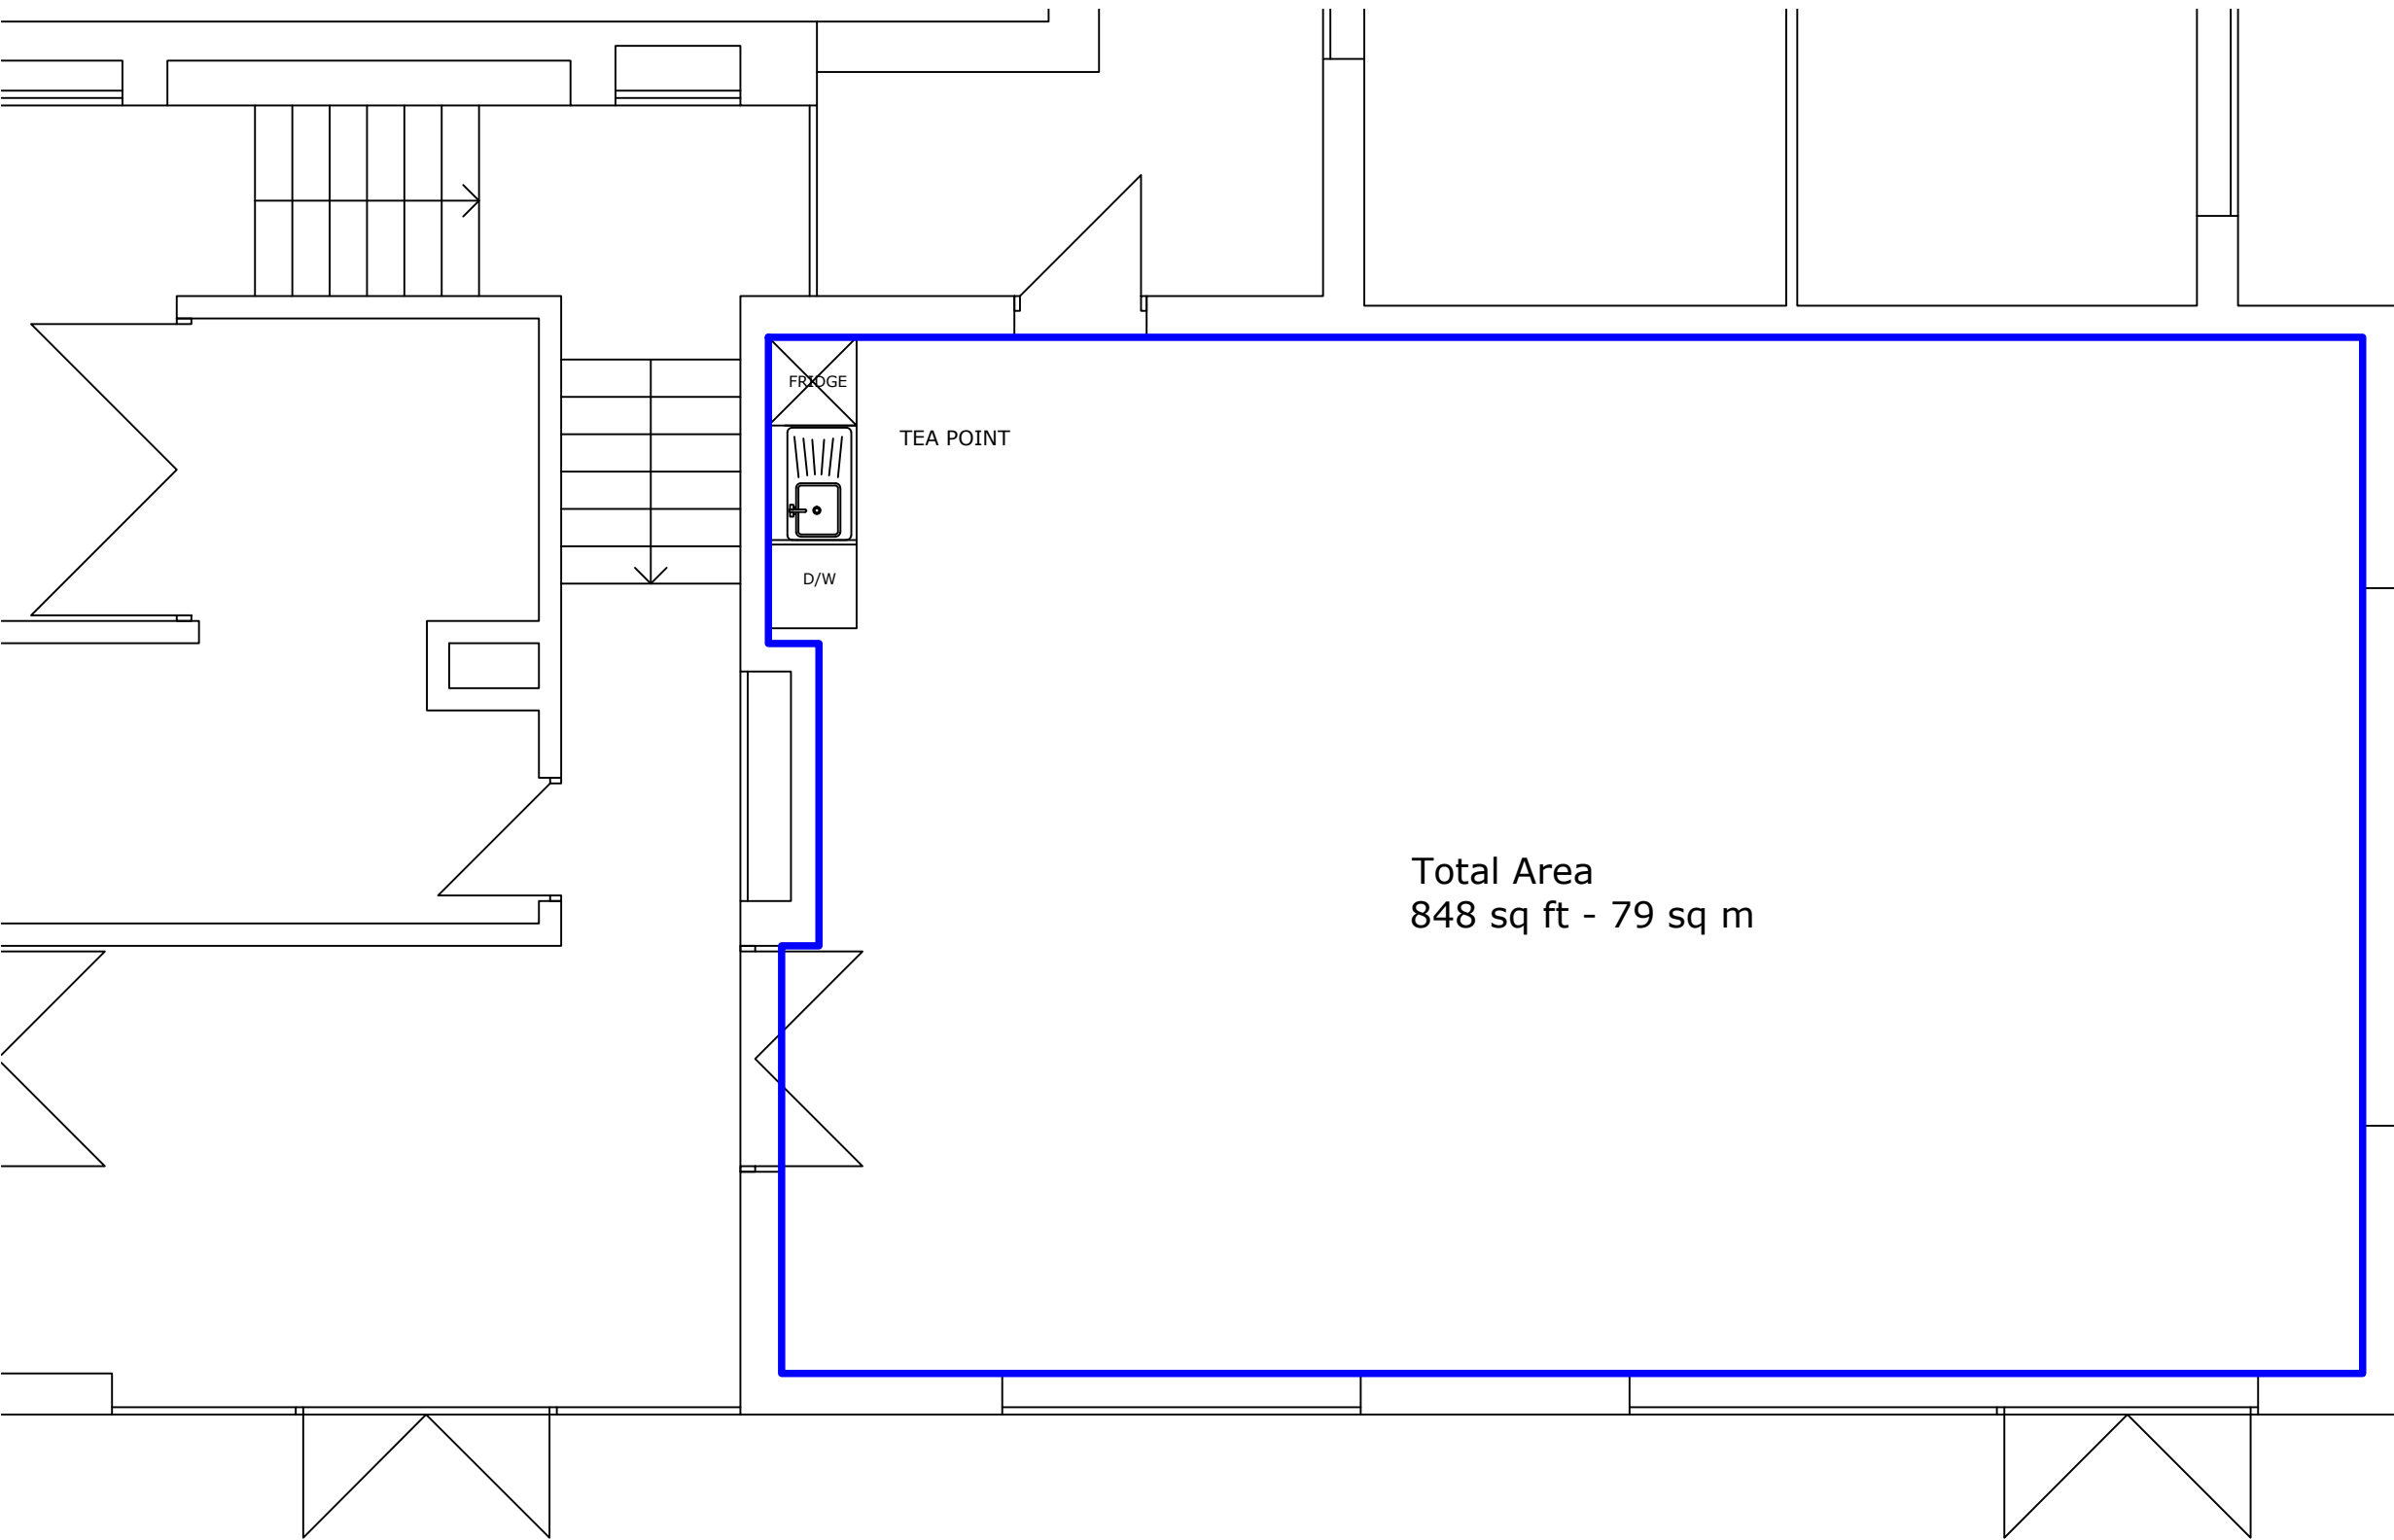 FRIDGE
TEA POINT
D/W
Total Area
848 sq ft - 79 sq m